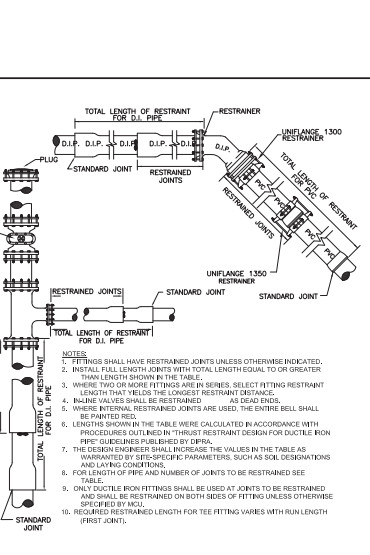 TOTAL LENGTH OF RESTRAINT
FOR D.I. PIPE
RESTRAINER
UNIFLANGE 1300
RESTRAINER
D.I.P.
D.I.P.
D.I.P.
D.I.P.
D.I.P.
PLUG
STANDARD JOINT
RESTRAINED
JOINTS
TOTAL LENGTH OF RESTRAINT
FOR PVC
PVC
PVC
PVC
PVC
RESTRAINED JOINTS
UNIFLANGE 1350
RESTRAINER
STANDARD JOINT
RESTRAINED JOINTS
STANDARD JOINT
TOTAL LENGTH OF RESTRAINT
FOR D.I. PIPE
TOTAL LENGTH OF RESTRAINT
FOR D.I. PIPE
STANDARD
JOINT
NOTES:
1. FITTINGS SHALL HAVE RESTRAINED JOINTS UNLESS OTHERWISE INDICATED.
2. INSTALL FULL LENGTH JOINTS WITH TOTAL LENGTH EQUAL TO OR GREATER
THAN LENGTH SHOWN IN THE TABLE.
3. WHERE TWO OR MORE FITTINGS ARE IN SERIES, SELECT FITTING RESTRAINT
LENGTH THAT YIELDS THE LONGEST RESTRAINT DISTANCE.
4. IN-LINE VALVES SHALL BE RESTRAINED AS DEAD ENDS.
5. WHERE INTERNAL RESTRAINED JOINTS ARE USED, THE ENTIRE BELL SHALL
BE PAINTED RED.
6. LENGTHS SHOWN IN THE TABLE WERE CALCULATED IN ACCORDANCE WITH
PROCEDURES OUTLINED IN "THRUST RESTRAINT DESIGN FOR DUCTILE IRON
PIPE" GUIDELINES PUBLISHED BY DIPRA.
7. THE DESIGN ENGINEER SHALL INCREASE THE VALUES IN THE TABLE AS
WARRANTED BY SITE-SPECIFIC PARAMETERS, SUCH AS SOIL DESIGNATIONS
AND LAYING CONDITIONS.
8. FOR LENGTH OF PIPE AND NUMBER OF JOINTS TO BE RESTRAINED SEE
TABLE.
9. ONLY DUCTILE IRON FITTINGS SHALL BE USED AT JOINTS TO BE RESTRAINED
AND SHALL BE RESTRAINED ON BOTH SIDES OF FITTING UNLESS OTHERWISE
SPECIFIED BY MCU.
10. REQUIRED RESTRAINED LENGTH FOR TEE FITTING VARIES WITH RUN LENGTH
(FIRST JOINT).